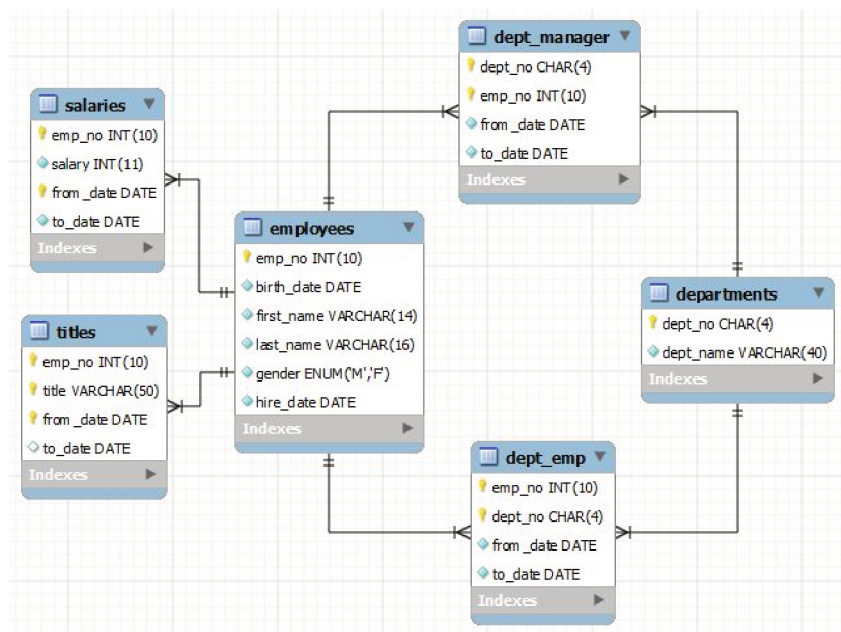 dept_manager
dept_no CHAR(4)
emp_no INT(10)
from_date DATE
to_date DATE
Indexes
salaries
emp_no INT(10)
salary INT(11)
from_date DATE
to_date DATE
Indexes
employees
emp_no INT(10)
birth_date DATE
first_name VARCHAR(14)
last_name VARCHAR(16)
gender ENUM('M','F')
hire_date DATE
Indexes
departments
dept_no CHAR(4)
dept_name VARCHAR(40)
Indexes
titles
emp_no INT(10)
title VARCHAR(50)
from_date DATE
to_date DATE
Indexes
dept_emp
emp_no INT(10)
dept_no CHAR(4)
from_date DATE
to_date DATE
Indexes